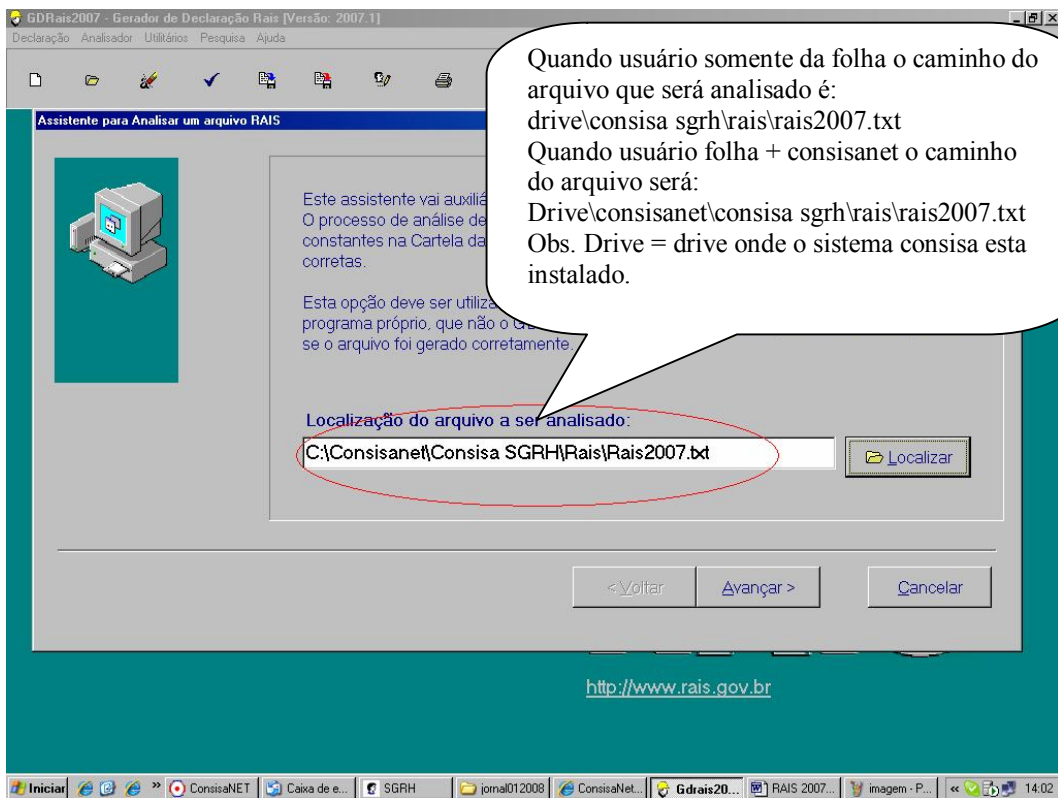 GDRais2007 - Gerador de Declaração Rais [Versão: 2007.1]
Declaração Analisador Utilitários Pesquisa Ajuda
Quando usuário somente da folha o caminho do
arquivo que será analisado é:
drive\consisa sgrh\rais\rais2007.txt
Quando usuário folha + consisanet o caminho
do arquivo será:
Drive\consisanet\consisa sgrh\rais\rais2007.txt
Obs. Drive = drive onde o sistema consisa esta
instalado.
Assistente para Analisar um arquivo RAIS
Este assistente vai auxiliá
O processo de análise de
constantes na Cartela da
corretas.
Esta opção deve ser utiliza
programa próprio, que não o
se o arquivo foi gerado corretamente.
Localização do arquivo a ser analisado:
C:\Consisanet\Consisa SGRH\Rais\Rais2007.txt
Localizar
< Voltar
Avançar >
Cancelar
http://www.rais.gov.br
Iniciar » ConsisaNET Caixa de e... SGRH jornal012008 ConsisaNet... Gdrais20... RAIS 2007... imagem - P... « 14:02